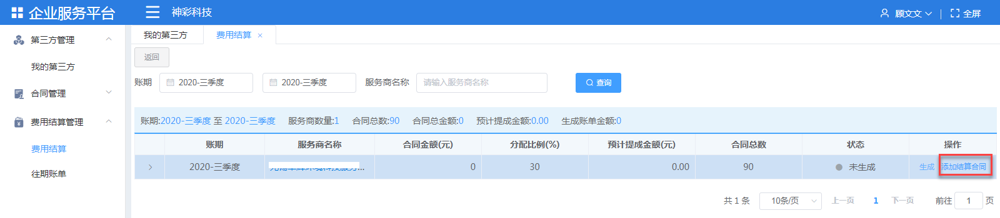 企业服务平台 神彩科技 顾文文 全屏
第三方管理
我的第三方
合同管理
费用结算管理
费用结算
往期账单
我的第三方 费用结算 ×
返回
账期 2020-三季度 2020-三季度 服务商名称 请输入服务商名称 查询
账期:2020-三季度 至 2020-三季度 服务商数量:1 合同总数:90 合同总金额:0 预计提成金额:0.00 生成账单金额:0
账期 服务商名称 合同金额(元) 分配比例(%) 预计提成金额(元) 合同总数 状态 操作
2020-三季度 0 30 0.00 90 未生成 生成 添加结算合同
共 1 条 10条/页 上一页 1 下一页 前往 1 页